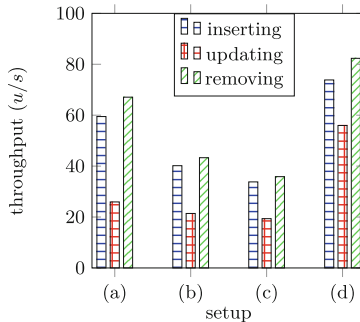 100
80
60
40
20
0
throughput (u/s)
inserting
updating
removing
(a) (b) (c) (d)
setup